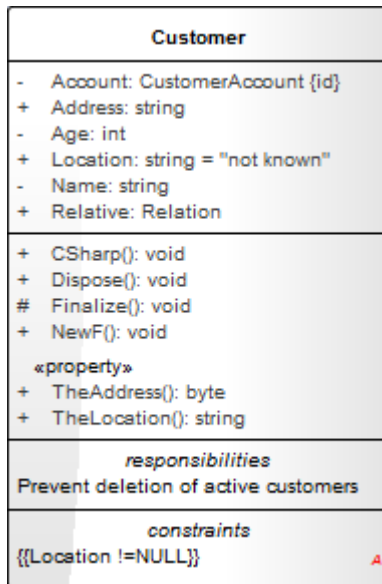 Customer
- Account: CustomerAccount {id}
+ Address: string
- Age: int
+ Location: string = "not known"
- Name: string
+ Relative: Relation
+ CSharp(): void
+ Dispose(): void
# Finalize(): void
+ NewF(): void
«property»
+ TheAddress(): byte
+ TheLocation(): string
responsibilities
Prevent deletion of active customers
constraints
{{Location !=NULL}}
A